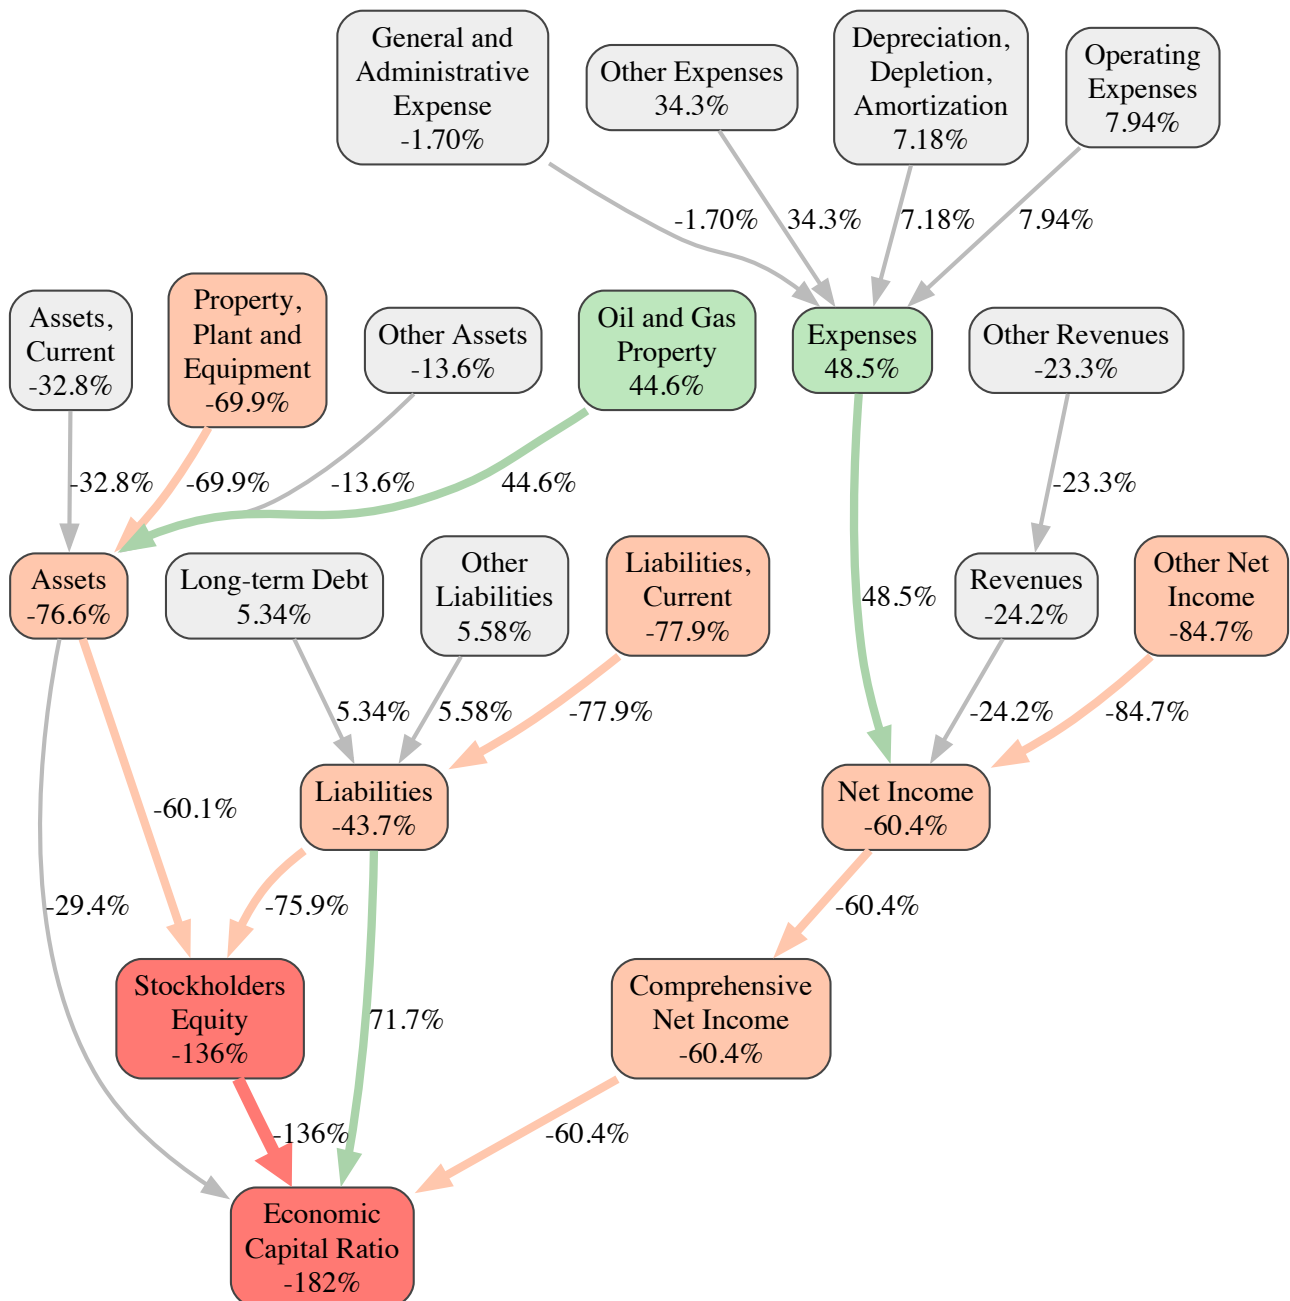 General and
Administrative
Expense
-1.70%
Other Expenses
34.3%
Depreciation,
Depletion,
Amortization
7.18%
Operating
Expenses
7.94%
-1.70%
34.3%
7.18%
7.94%
Assets,
Current
-32.8%
Property,
Plant and
Equipment
-69.9%
Other Assets
-13.6%
Oil and Gas
Property
44.6%
Expenses
48.5%
Other Revenues
-23.3%
-32.8%
-69.9%
-13.6%
44.6%
-23.3%
Assets
-76.6%
Long-term Debt
5.34%
Other
Liabilities
5.58%
Liabilities,
Current
-77.9%
48.5%
Revenues
-24.2%
Other Net
Income
-84.7%
5.34%
5.58%
-77.9%
-24.2%
-84.7%
-60.1%
Liabilities
-43.7%
Net Income
-60.4%
-29.4%
-75.9%
-60.4%
Stockholders
Equity
-136%
71.7%
Comprehensive
Net Income
-60.4%
-136%
-60.4%
Economic
Capital Ratio
-182%